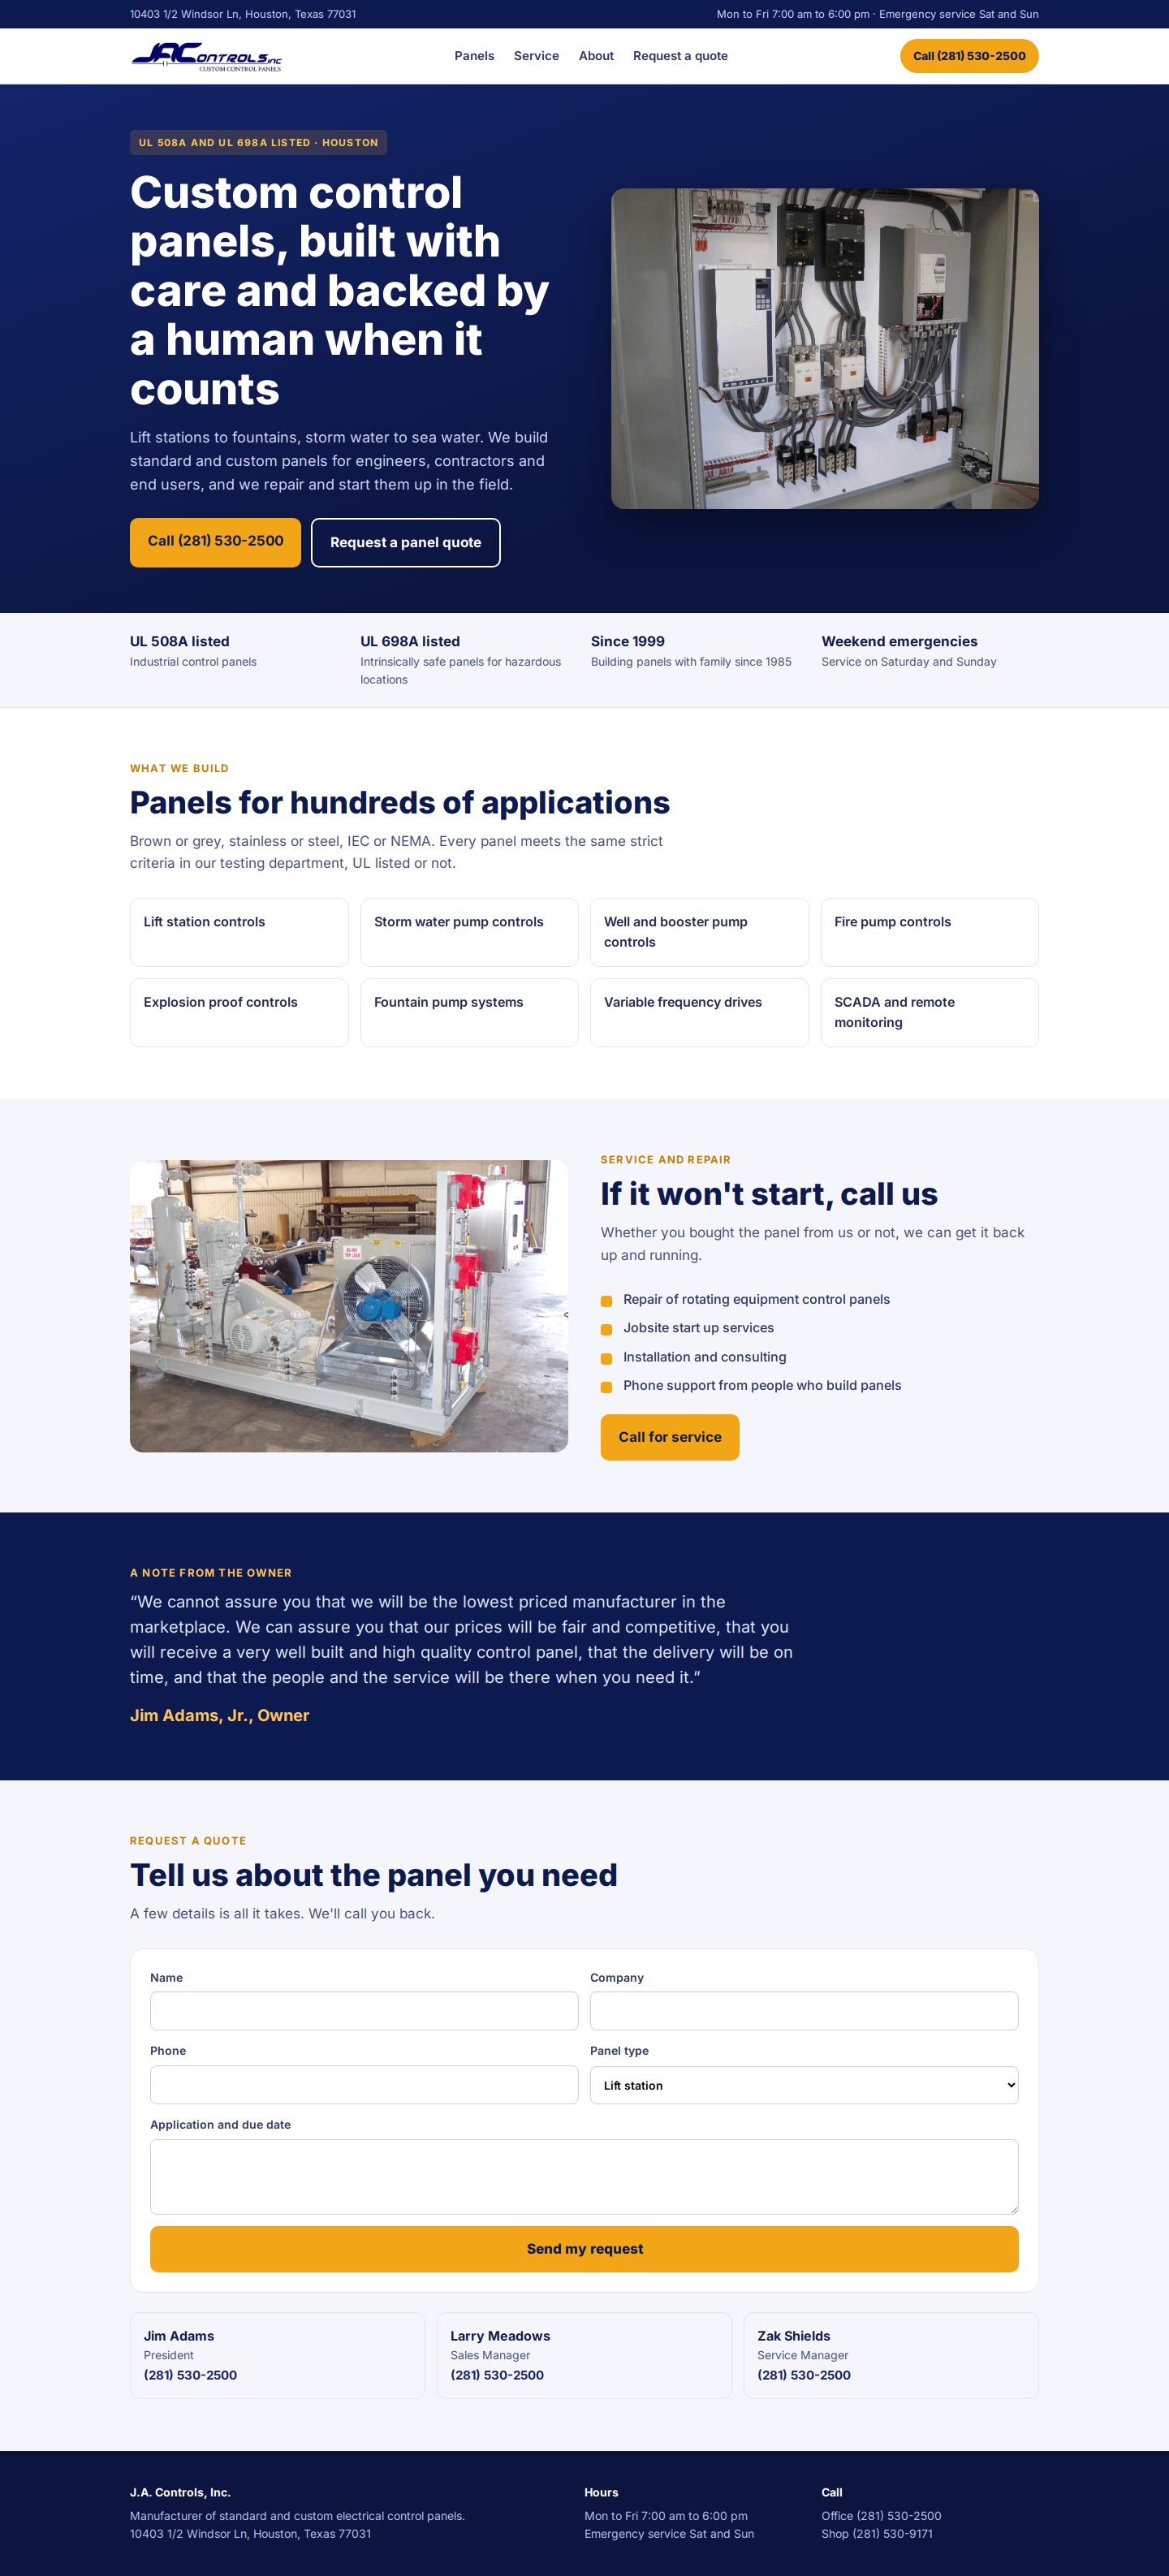 10403 1/2 Windsor Ln, Houston, Texas 77031
Mon to Fri 7:00 am to 6:00 pm · Emergency service Sat and Sun
JAControls, INC
CUSTOM CONTROL PANELS
Panels
Service
About
Request a quote
Call (281) 530-2500
UL 508A AND UL 698A LISTED · HOUSTON
Custom control
panels, built with
care and backed by
a human when it
counts
Lift stations to fountains, storm water to sea water. We build
standard and custom panels for engineers, contractors and
end users, and we repair and start them up in the field.
Call (281) 530-2500
Request a panel quote
UL 508A listed
Industrial control panels
UL 698A listed
Intrinsically safe panels for hazardous
locations
Since 1999
Building panels with family since 1985
Weekend emergencies
Service on Saturday and Sunday
WHAT WE BUILD
Panels for hundreds of applications
Brown or grey, stainless or steel, IEC or NEMA. Every panel meets the same strict
criteria in our testing department, UL listed or not.
Lift station controls
Storm water pump controls
Well and booster pump
controls
Fire pump controls
Explosion proof controls
Fountain pump systems
Variable frequency drives
SCADA and remote
monitoring
SERVICE AND REPAIR
If it won't start, call us
Whether you bought the panel from us or not, we can get it back
up and running.
Repair of rotating equipment control panels
Jobsite start up services
Installation and consulting
Phone support from people who build panels
Call for service
A NOTE FROM THE OWNER
“We cannot assure you that we will be the lowest priced manufacturer in the
marketplace. We can assure you that our prices will be fair and competitive, that you
will receive a very well built and high quality control panel, that the delivery will be on
time, and that the people and the service will be there when you need it.”
Jim Adams, Jr., Owner
REQUEST A QUOTE
Tell us about the panel you need
A few details is all it takes. We'll call you back.
Name
Company
Phone
Panel type
Lift station
Application and due date
Send my request
Jim Adams
President
(281) 530-2500
Larry Meadows
Sales Manager
(281) 530-2500
Zak Shields
Service Manager
(281) 530-2500
J.A. Controls, Inc.
Manufacturer of standard and custom electrical control panels.
10403 1/2 Windsor Ln, Houston, Texas 77031
Hours
Mon to Fri 7:00 am to 6:00 pm
Emergency service Sat and Sun
Call
Office (281) 530-2500
Shop (281) 530-9171